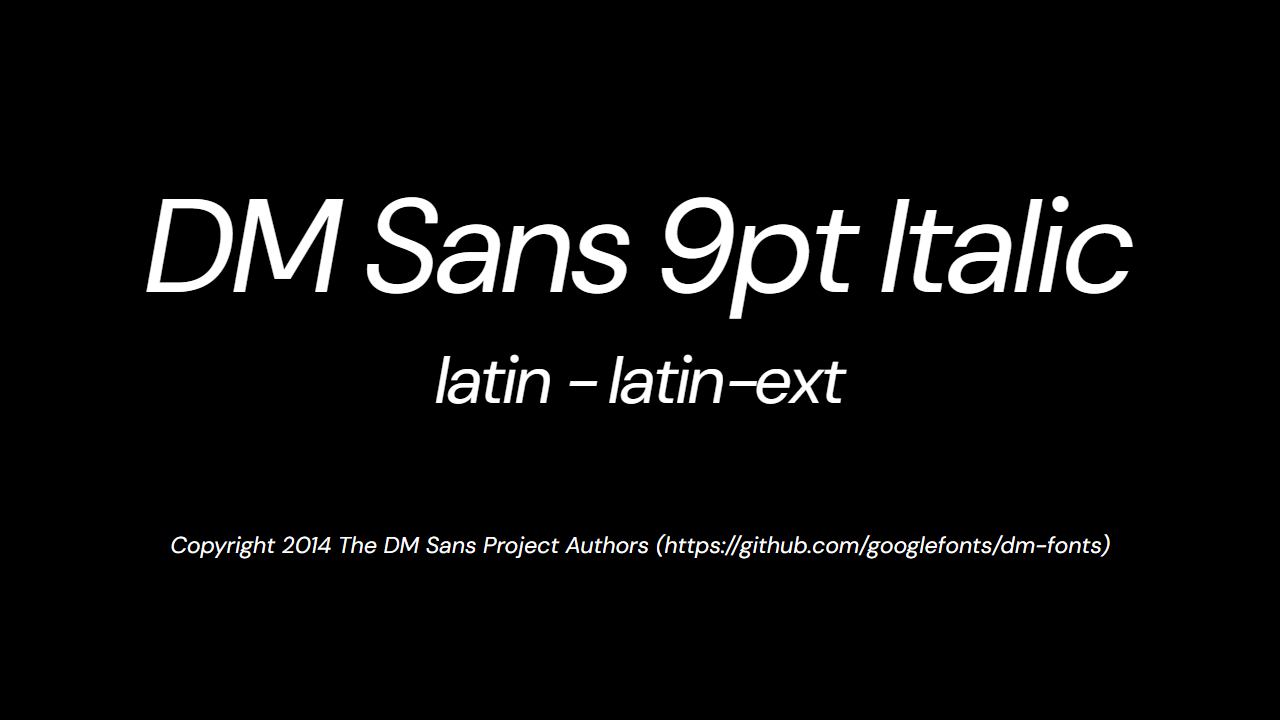 DM Sans 9pt Italic
latin - latin-ext
Copyright 2014 The DM Sans Project Authors (https://github.com/googlefonts/dm-fonts)